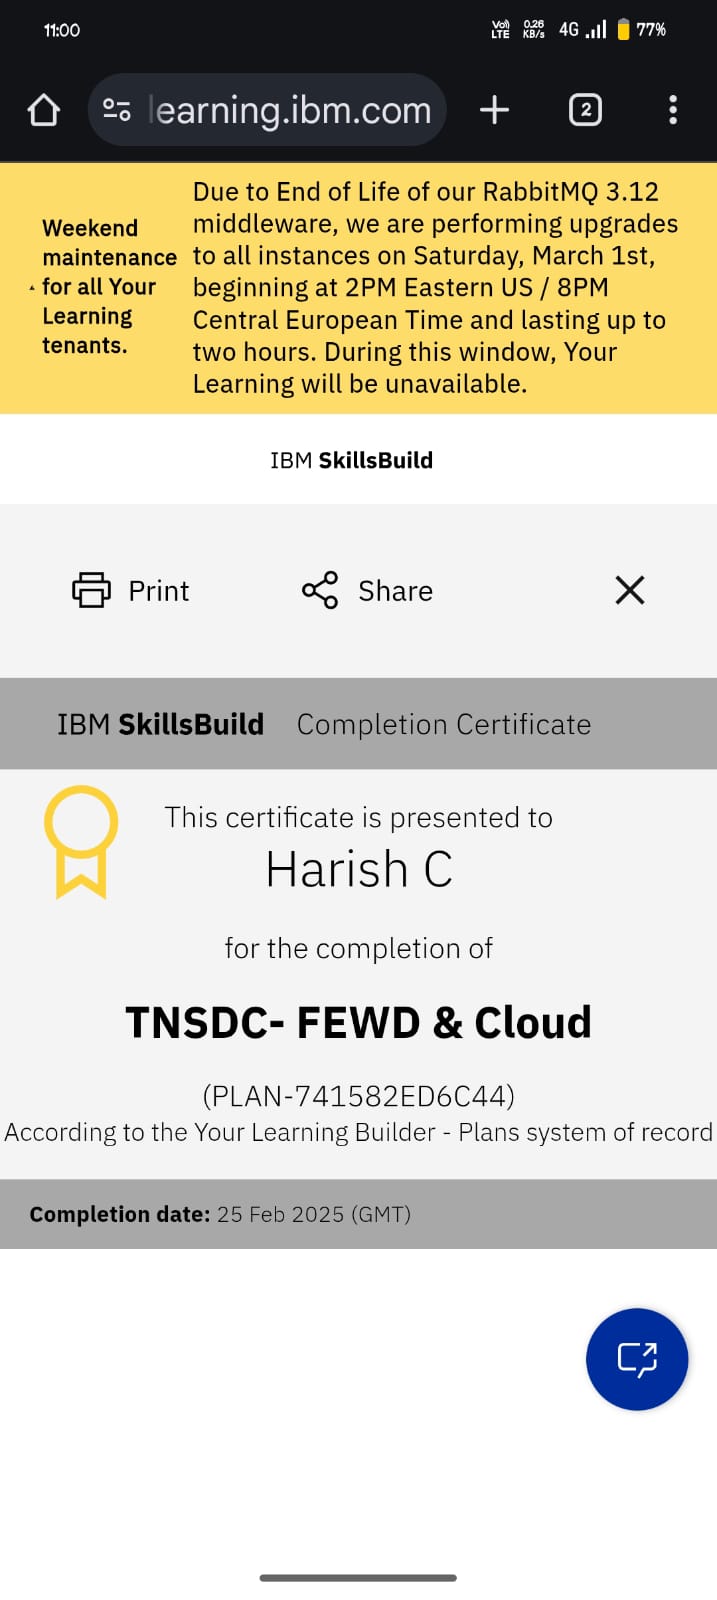 11:00
Vo) LTE 0.26 KB/s 4G 77%
learning.ibm.com
2
Weekend
maintenance
for all Your
Learning
tenants.
Due to End of Life of our RabbitMQ 3.12
middleware, we are performing upgrades
to all instances on Saturday, March 1st,
beginning at 2PM Eastern US / 8PM
Central European Time and lasting up to
two hours. During this window, Your
Learning will be unavailable.
IBM SkillsBuild
Print
Share
IBM SkillsBuild Completion Certificate
This certificate is presented to
Harish C
for the completion of
TNSDC- FEWD & Cloud
(PLAN-741582ED6C44)
According to the Your Learning Builder - Plans system of record
Completion date: 25 Feb 2025 (GMT)